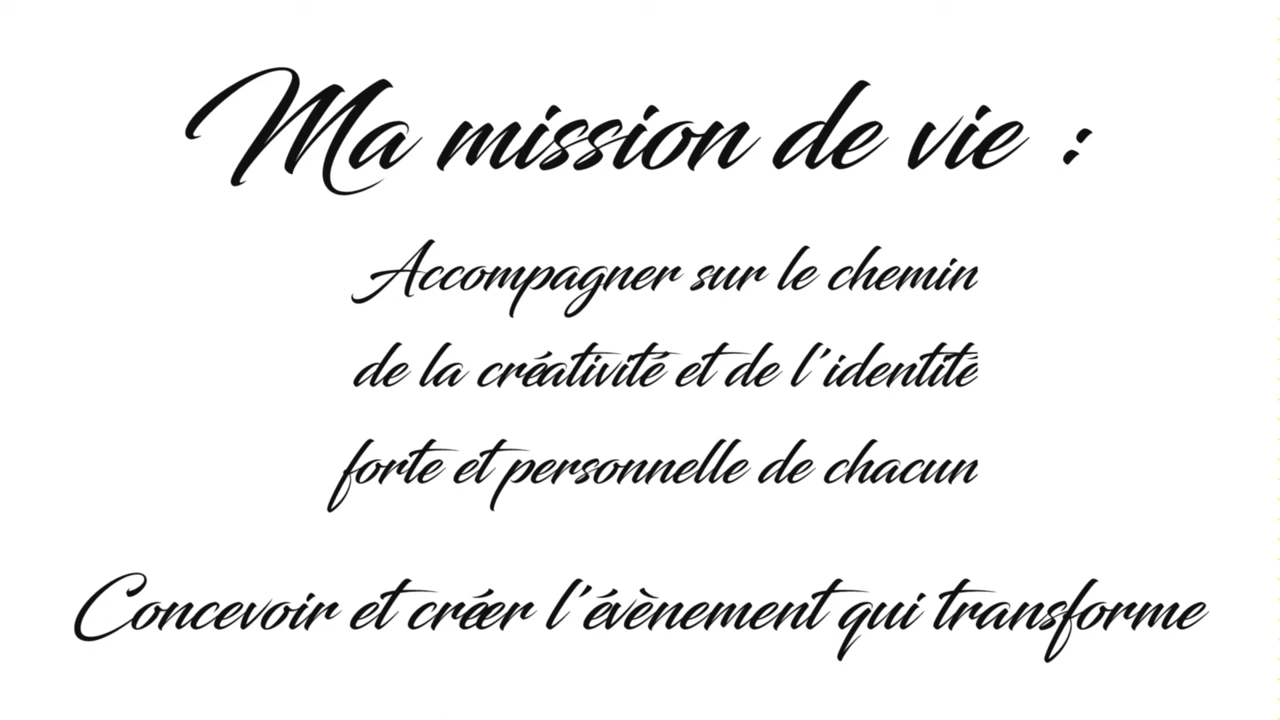 Ma mission de vie :
Accompagner sur le chemin
de la créativité et de l'identité
forte et personnelle de chacun
Concevoir et créer l'évènement qui transforme